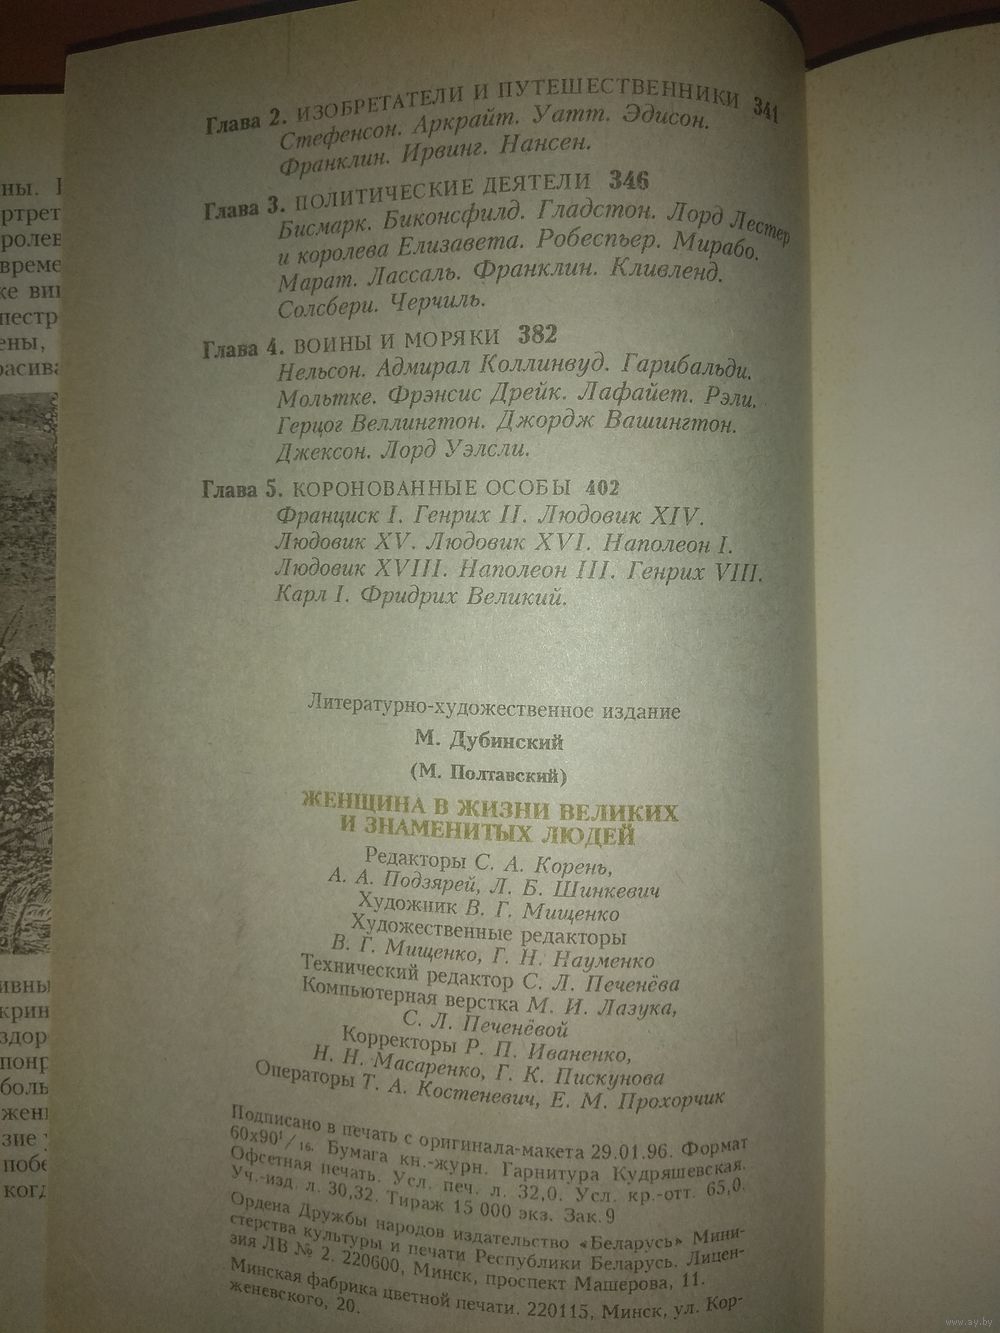 Глава 2. ИЗОБРЕТАТЕЛИ И ПУТЕШЕСТВЕННИКИ 341
Стефенсон. Аркрайт. Уатт. Эдисон.
Франклин. Ирвинг. Нансен.
Глава 3. ПОЛИТИЧЕСКИЕ ДЕЯТЕЛИ 346
Бисмарк. Биконсфилд. Гладстон. Лорд Лестер
и королева Елизавета. Робеспьер. Мирабо.
Марат. Лассаль. Франклин. Кливленд.
Солсбери. Черчиль.
Глава 4. ВОИНЫ И МОРЯКИ 382
Нельсон. Адмирал Коллинвуд. Гарибальди.
Мольтке. Фрэнсис Дрейк. Лафайет. Рэли.
Герцог Веллингтон. Джордж Вашингтон.
Джексон. Лорд Уэлсли.
Глава 5. КОРОНОВАННЫЕ ОСОБЫ 402
Франциск I. Генрих II. Людовик XIV.
Людовик XV. Людовик XVI. Наполеон I.
Людовик XVIII. Наполеон III. Генрих VIII.
Карл I. Фридрих Великий.
Литературно-художественное издание
М. Дубинский
(М. Полтавский)
ЖЕНЩИНА В ЖИЗНИ ВЕЛИКИХ
И ЗНАМЕНИТЫХ ЛЮДЕЙ
Редакторы С. А. Корень,
А. А. Подзярей, Л. Б. Шинкевич
Художник В. Г. Мищенко
Художественные редакторы
В. Г. Мищенко, Г. Н. Науменко
Технический редактор С. Л. Печенёва
Компьютерная верстка М. И. Лазука,
С. Л. Печенёвой
Корректоры Р. П. Иваненко,
Н. Н. Масаренко, Г. К. Пискунова
Операторы Т. А. Костеневич, Е. М. Прохорчик
Подписано в печать с оригинала-макета 29.01.96. Формат
60х90¹/₁₆. Бумага кн.-журн. Гарнитура Кудряшевская.
Офсетная печать. Усл. печ. л. 32,0. Усл. кр.-отт. 65,0.
Уч.-изд. л. 30,32. Тираж 15 000 экз. Зак. 9
Ордена Дружбы народов издательство «Беларусь» Мини-
стерства культуры и печати Республики Беларусь. Лицен-
зия ЛВ № 2. 220600, Минск, проспект Машерова, 11.
Минская фабрика цветной печати. 220115, Минск, ул. Кор-
женевского, 20.
www.ay.by